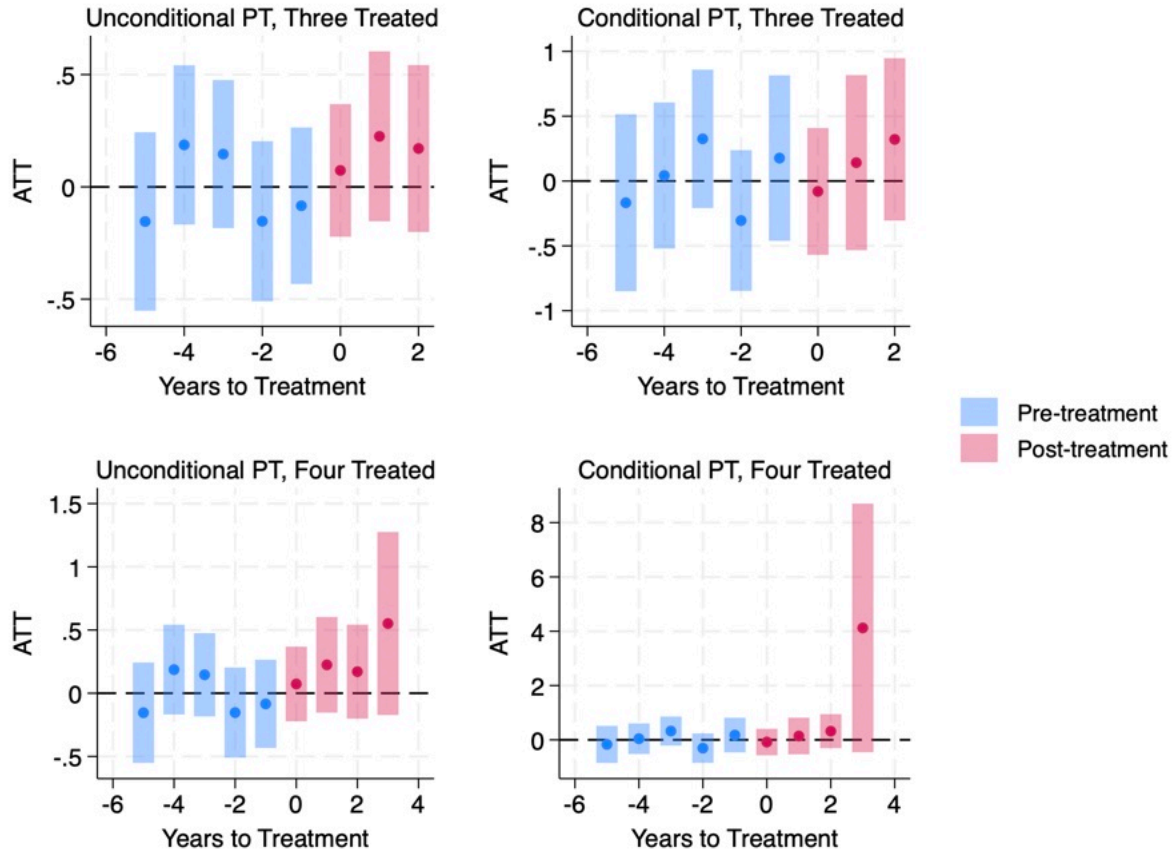 Unconditional PT, Three Treated
.5
0
-.5
ATT
-6 -4 -2 0 2
Years to Treatment
Conditional PT, Three Treated
1
.5
0
-.5
-1
ATT
-6 -4 -2 0 2
Years to Treatment
Pre-treatment
Post-treatment
Unconditional PT, Four Treated
1.5
1
.5
0
-.5
ATT
-6 -4 -2 0 2 4
Years to Treatment
Conditional PT, Four Treated
8
6
4
2
0
ATT
-6 -4 -2 0 2 4
Years to Treatment